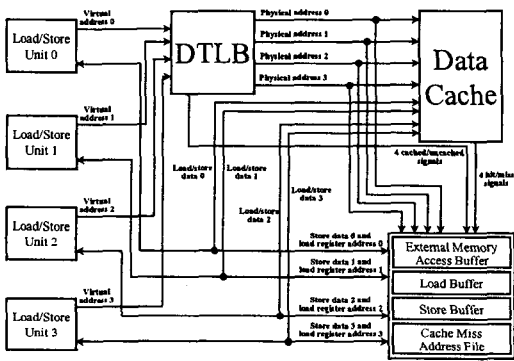 Virtual
address 0
Load/Store
Unit 0
Virtual
address 1
Load/Store
Unit 1
Virtual
address 2
Load/Store
Unit 2
Virtual
address 3
Load/Store
Unit 3
DTLB
Physical address 0
Physical address 1
Physical address 2
Physical address 3
Data
Cache
Load/store
data 0
Load/store
data 1
Load/store
data 2
Load/store
data 3
4 cached/uncached
signals
4 hit/miss
signals
Store data 0 and
load register address 0
Store data 1 and
load register address 1
Store data 2 and
load register address 2
Store data 3 and
load register address 3
External Memory
Access Buffer
Load Buffer
Store Buffer
Cache Miss
Address File